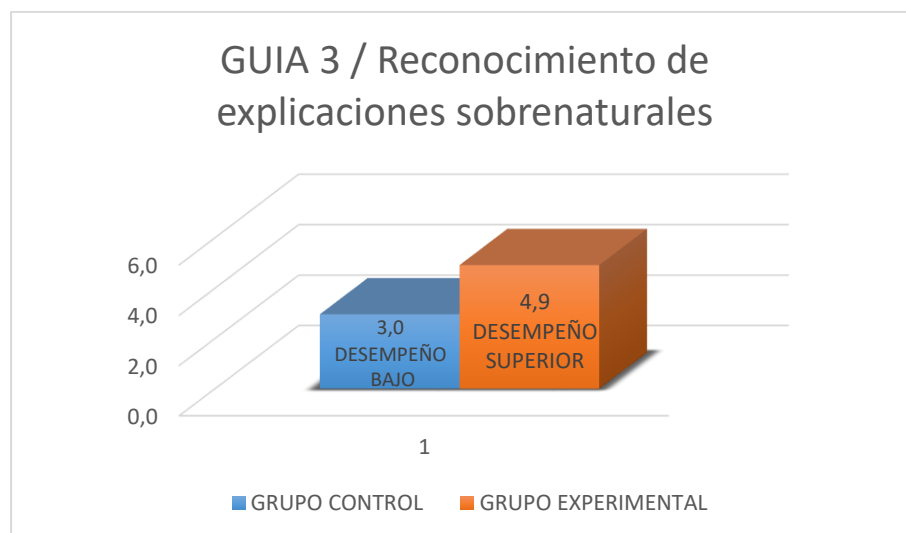 GUIA 3 / Reconocimiento de
explicaciones sobrenaturales
6,0
4,0
2,0
0,0
3,0
DESEMPEÑO
BAJO
4,9
DESEMPEÑO
SUPERIOR
1
GRUPO CONTROL
GRUPO EXPERIMENTAL